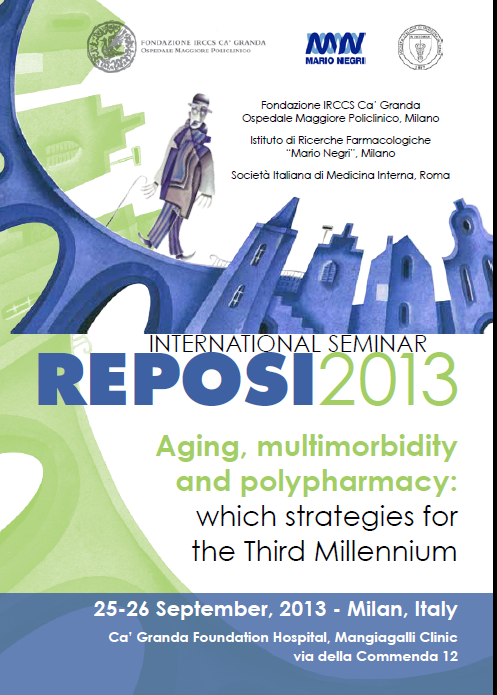 FONDAZIONE IRCCS CA' GRANDA
OSPEDALE MAGGIORE POLICLINICO
MARIO NEGRI
Fondazione IRCCS Ca' Granda
Ospedale Maggiore Policlinico, Milano
Istituto di Ricerche Farmacologiche
"Mario Negri", Milano
Società Italiana di Medicina Interna, Roma
INTERNATIONAL SEMINAR
REPOSI2013
Aging, multimorbidity
and polypharmacy:
which strategies for
the Third Millennium
25-26 September, 2013 - Milan, Italy
Ca' Granda Foundation Hospital, Mangiagalli Clinic
via della Commenda 12